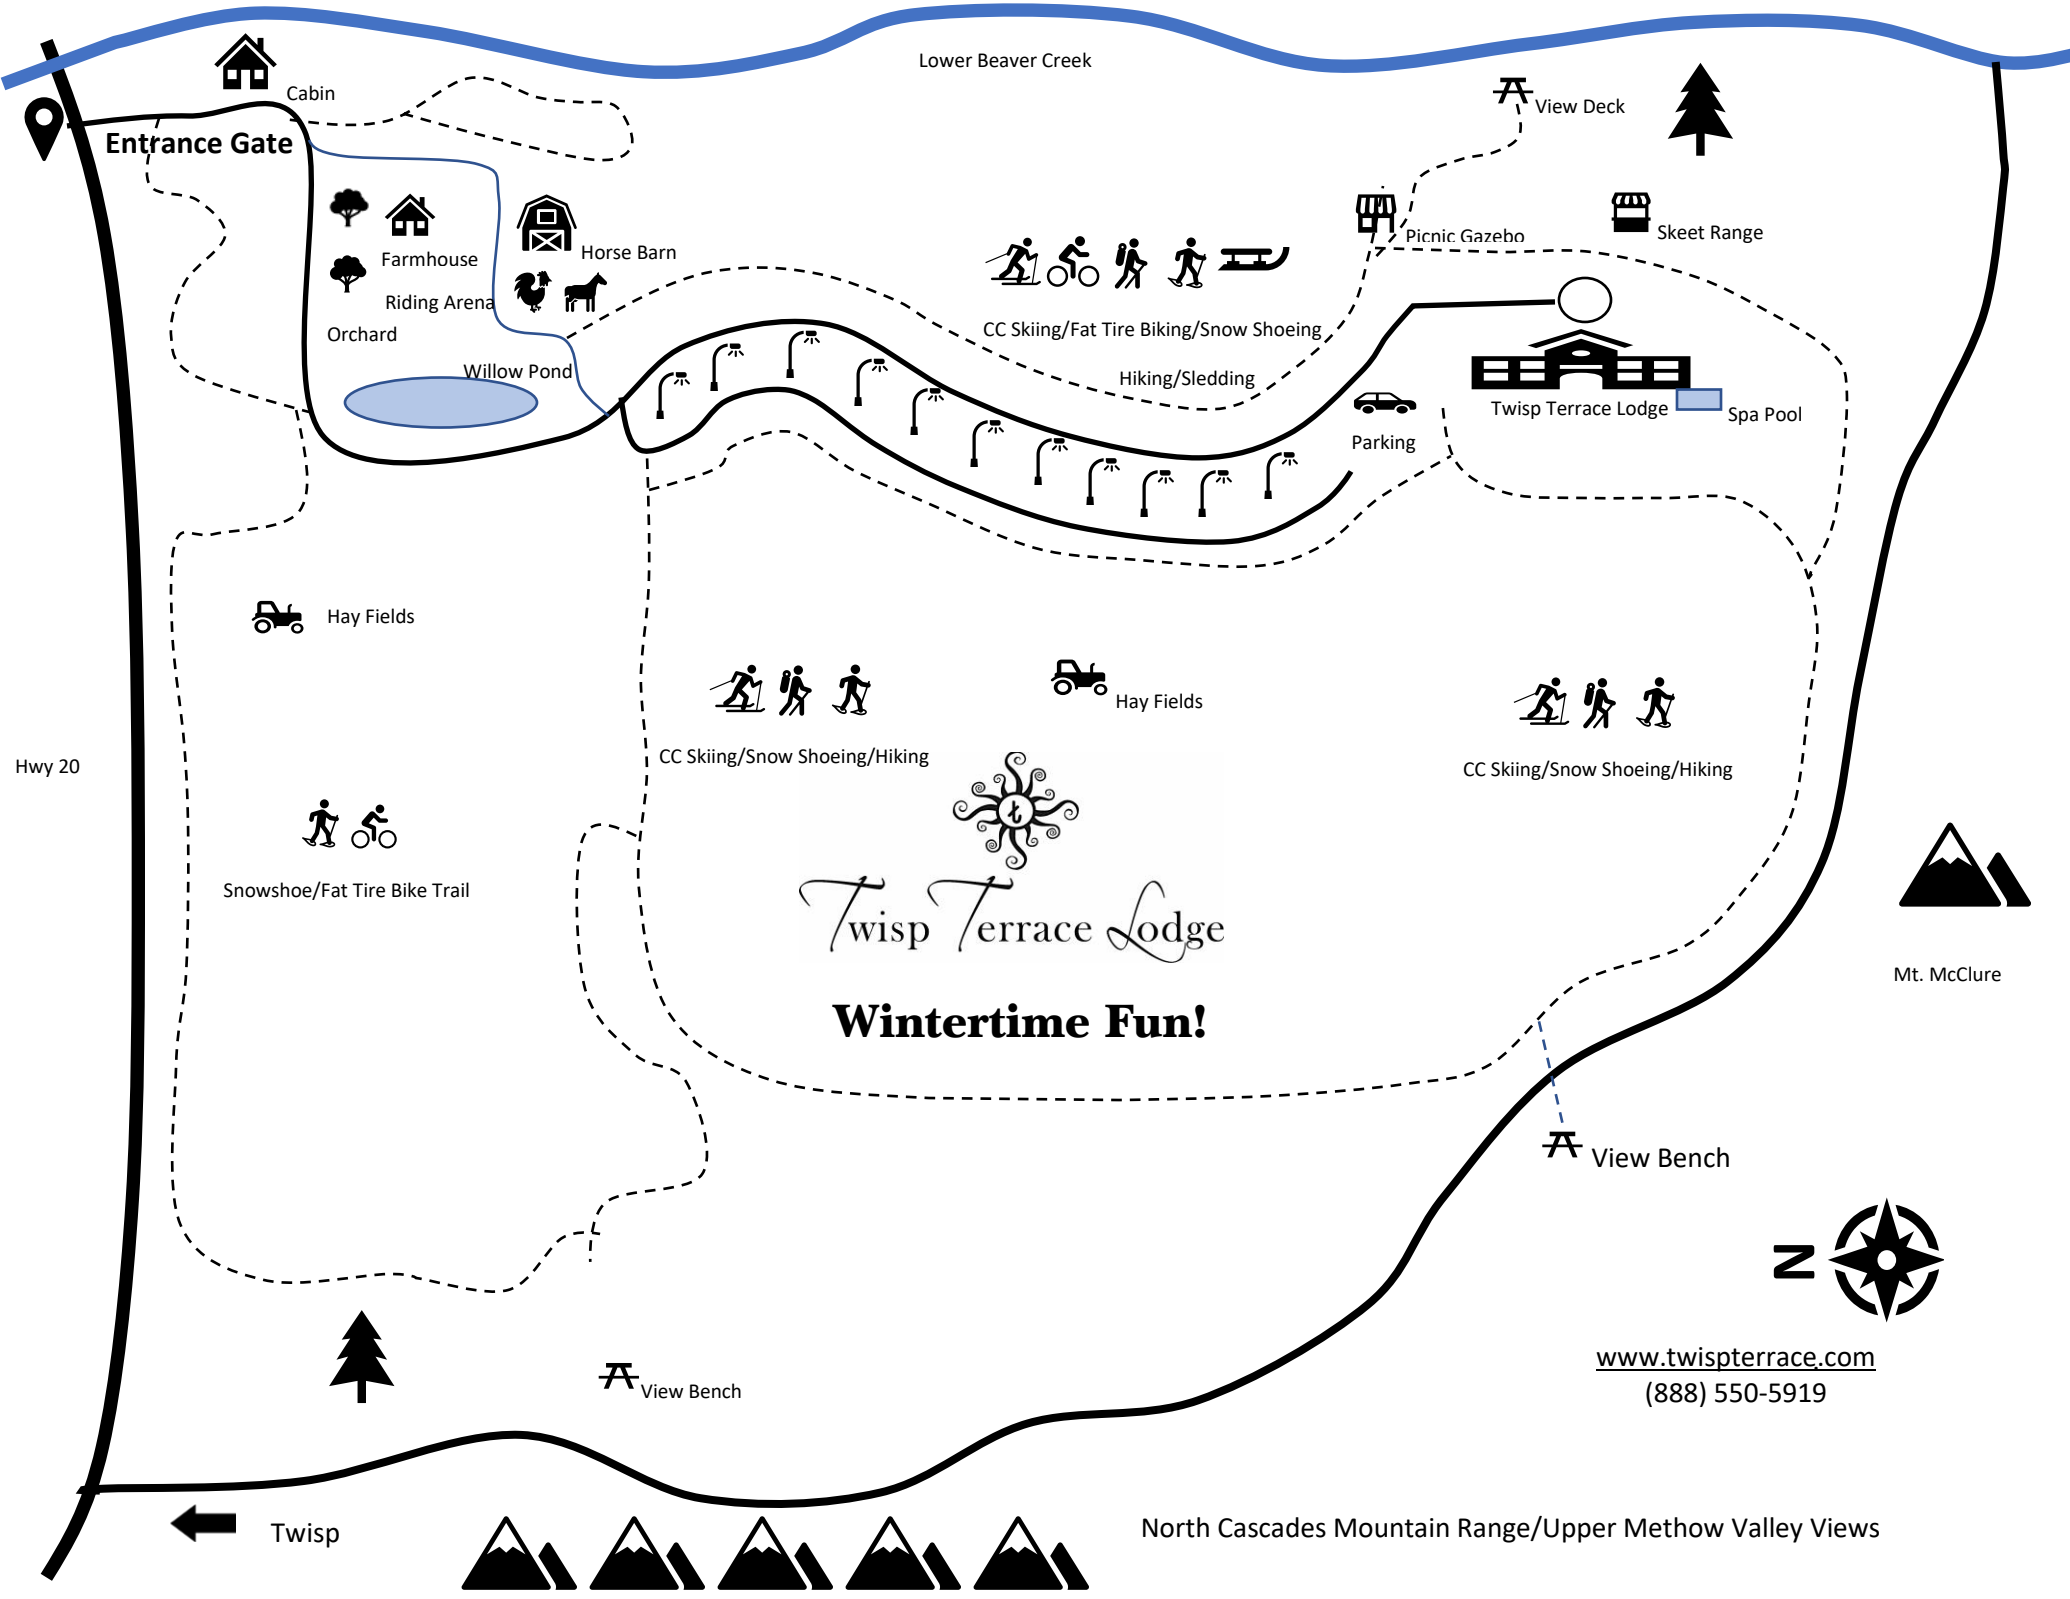 Lower Beaver Creek
Cabin
View Deck
Entrance Gate
Picnic Gazebo
Skeet Range
Farmhouse
Horse Barn
Riding Arena
Orchard
CC Skiing/Fat Tire Biking/Snow Shoeing
Hiking/Sledding
Willow Pond
Twisp Terrace Lodge
Spa Pool
Parking
Hay Fields
Hay Fields
CC Skiing/Snow Shoeing/Hiking
CC Skiing/Snow Shoeing/Hiking
Hwy 20
Snowshoe/Fat Tire Bike Trail
t
Twisp Terrace Lodge
Wintertime Fun!
Mt. McClure
View Bench
N
www.twispterrace.com
(888) 550-5919
View Bench
Twisp
North Cascades Mountain Range/Upper Methow Valley Views